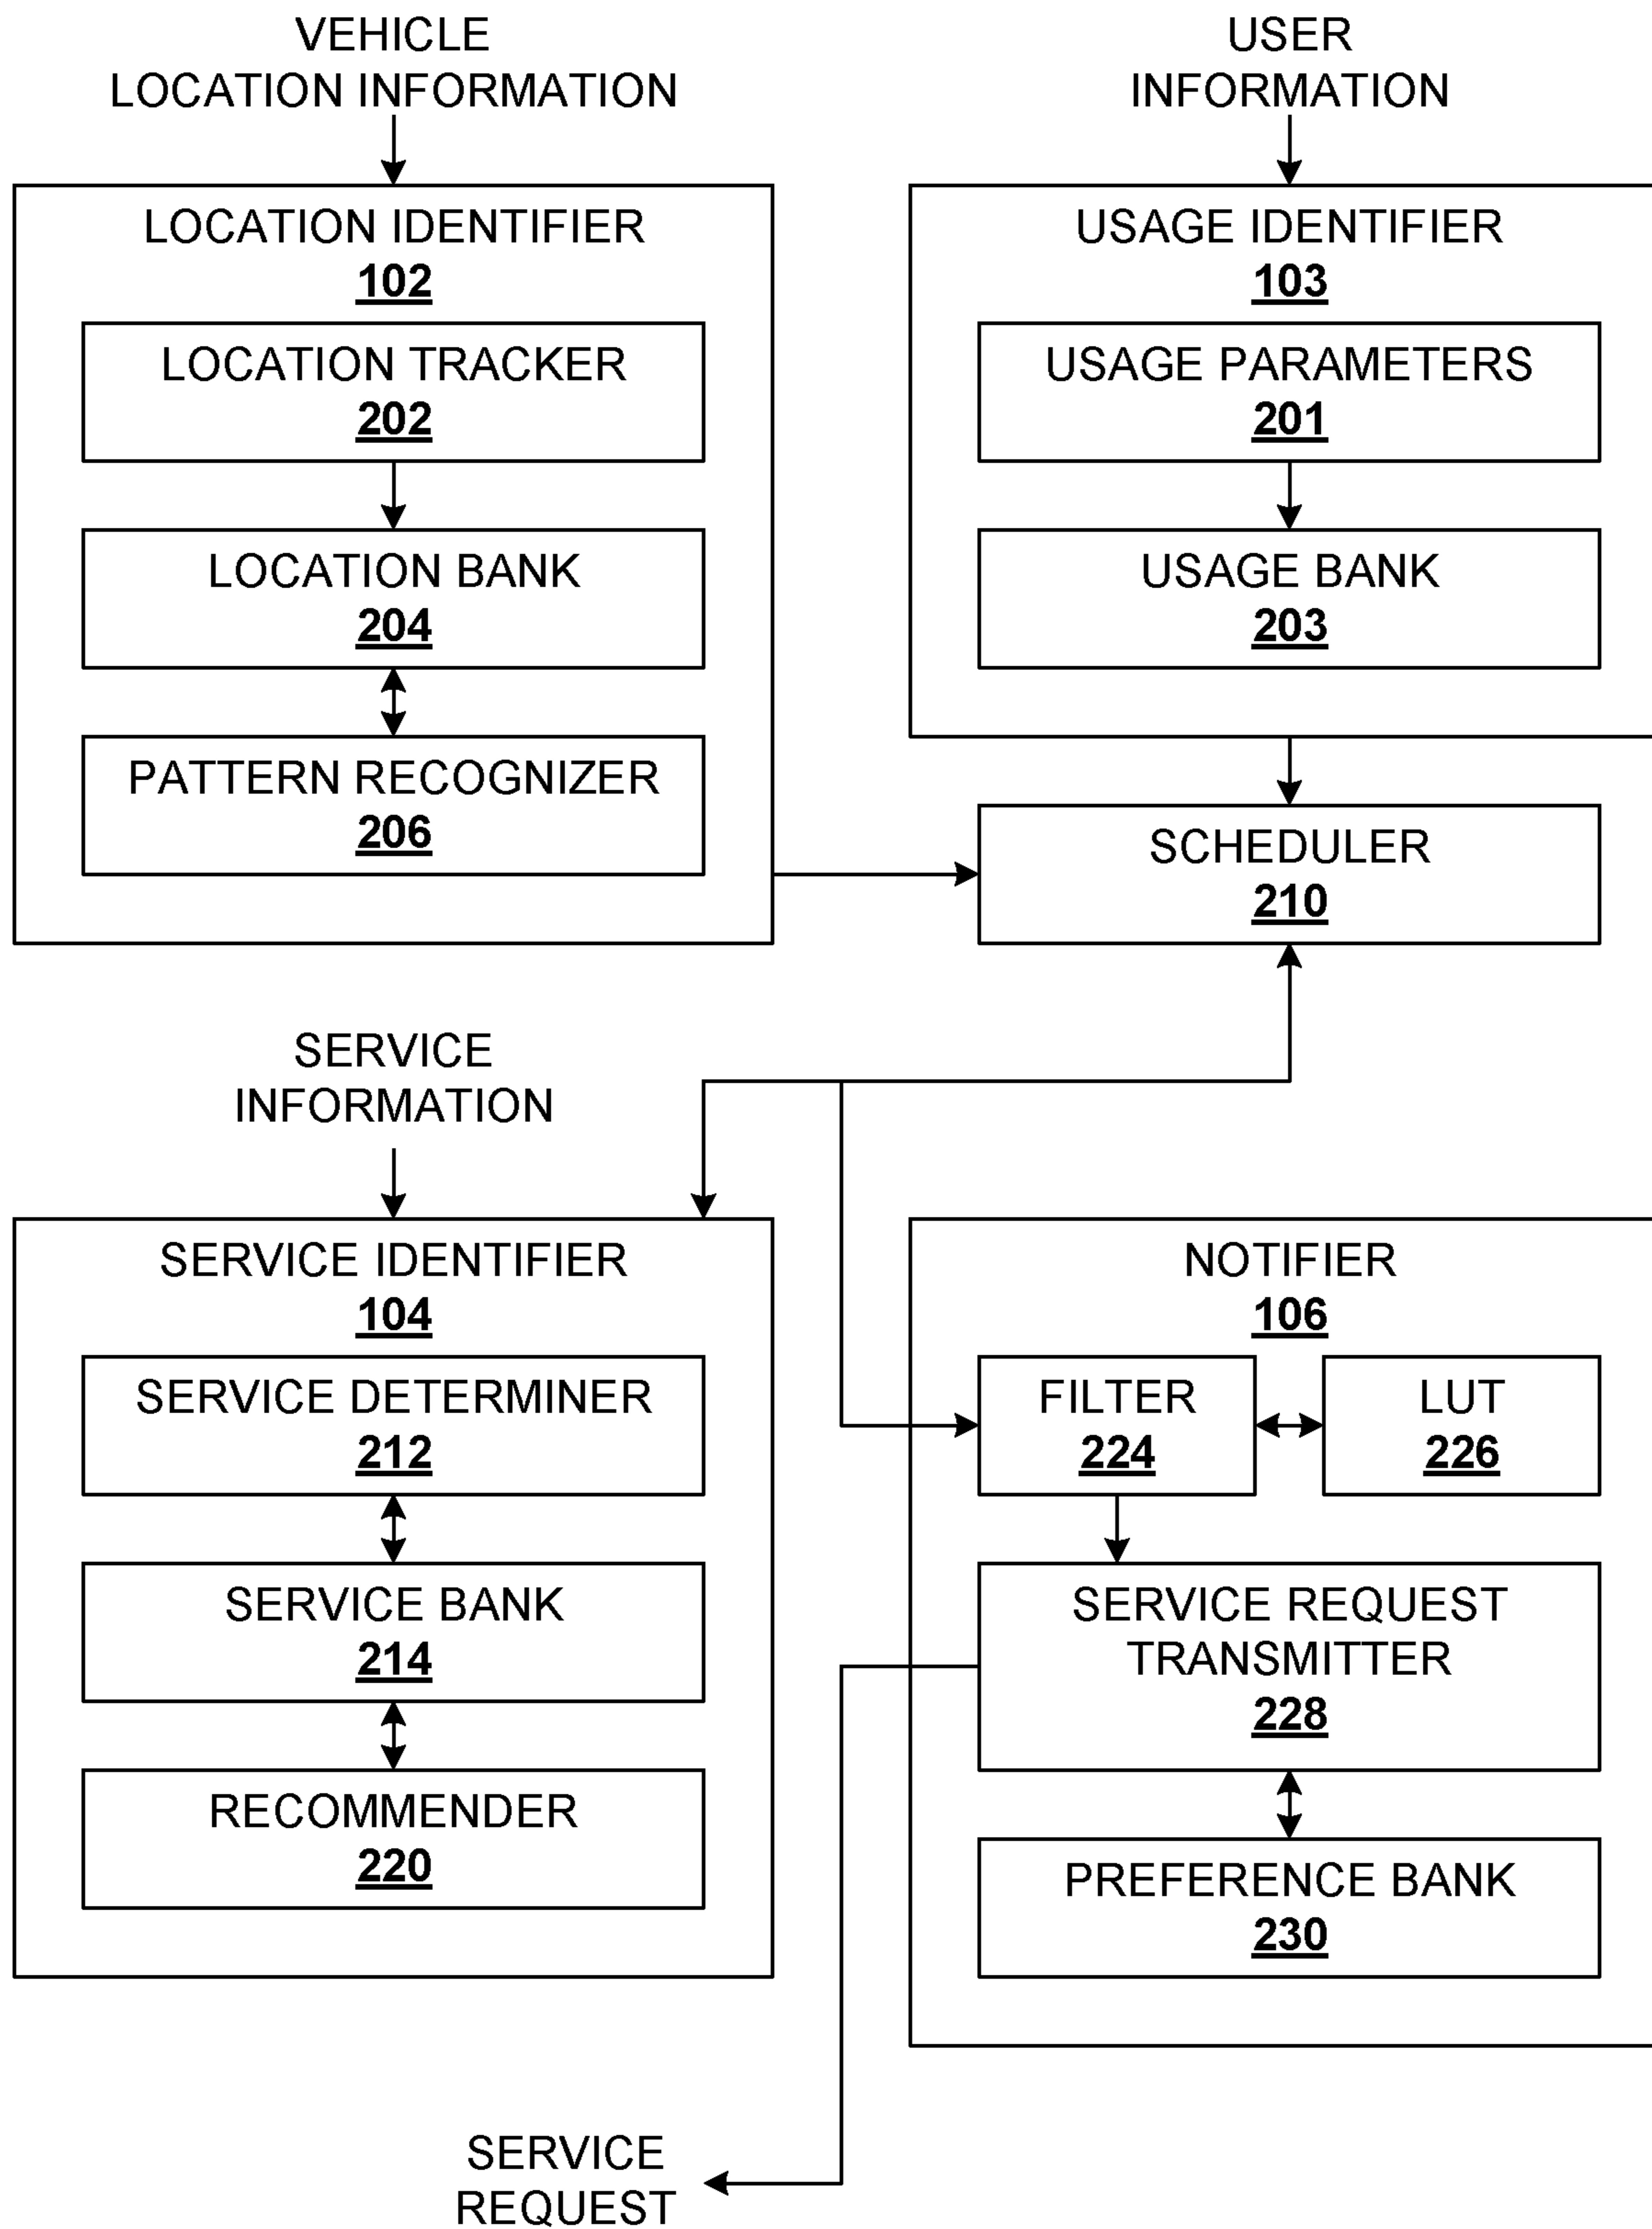 VEHICLE
LOCATION INFORMATION
LOCATION IDENTIFIER
102
LOCATION TRACKER
202
LOCATION BANK
204
PATTERN RECOGNIZER
206
USER
INFORMATION
USAGE IDENTIFIER
103
USAGE PARAMETERS
201
USAGE BANK
203
SCHEDULER
210
SERVICE
INFORMATION
SERVICE IDENTIFIER
104
SERVICE DETERMINER
212
SERVICE BANK
214
RECOMMENDER
220
NOTIFIER
106
FILTER
224
LUT
226
SERVICE REQUEST
TRANSMITTER
228
PREFERENCE BANK
230
SERVICE
REQUEST